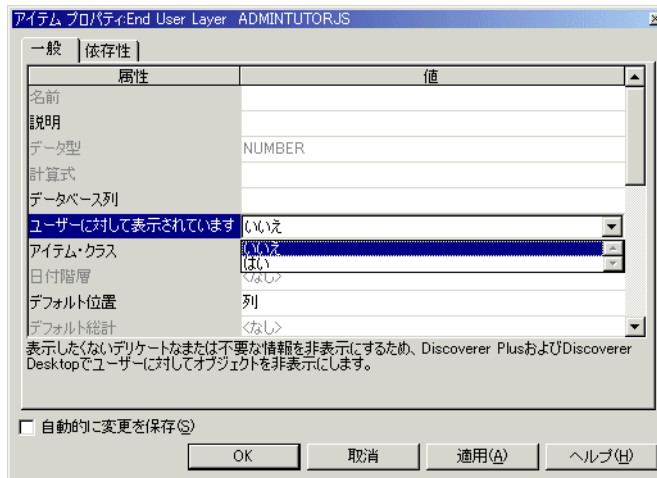 アイテム プロパティ:End User Layer ADMINTUTORJS
一般 依存性
属性 値
名前
説明
データ型 NUMBER
計算式
データベース列
ユーザーに対して表示されています いいえ
アイテム・クラス いいえ
はい
日付階層 <なし>
デフォルト位置 列
デフォルト総計 <なし>
表示したくないデリケートなまたは不要な情報を非表示にするため、Discoverer PlusおよびDiscoverer
Desktopでユーザーに対してオブジェクトを非表示にします。
自動的に変更を保存(S)
OK 取消 適用(A) ヘルプ(H)